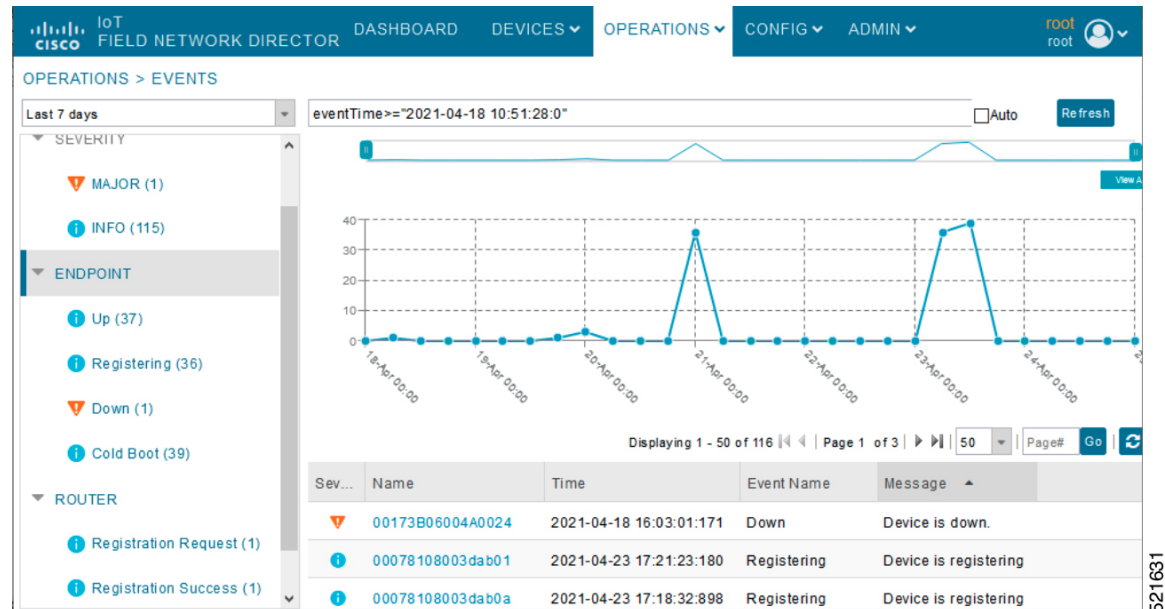 IoT
CISCO FIELD NETWORK DIRECTOR
DASHBOARD DEVICES OPERATIONS CONFIG ADMIN
root
root
OPERATIONS > EVENTS
Last 7 days
eventTime>="2021-04-18 10:51:28:0"
Auto
Refresh
SEVERITY
MAJOR (1)
INFO (115)
ENDPOINT
Up (37)
Registering (36)
Down (1)
Cold Boot (39)
ROUTER
Registration Request (1)
Registration Success (1)
View A
40
30
20
10
0
18-Apr 00:00
19-Apr 00:00
20-Apr 00:00
21-Apr 00:00
22-Apr 00:00
23-Apr 00:00
24-Apr 00:00
Displaying 1 - 50 of 116 | Page 1 of 3 | 50 | Page# Go
Sev... Name Time Event Name Message
00173B06004A0024 2021-04-18 16:03:01:171 Down Device is down.
00078108003dab01 2021-04-23 17:21:23:180 Registering Device is registering
00078108003dab0a 2021-04-23 17:18:32:898 Registering Device is registering